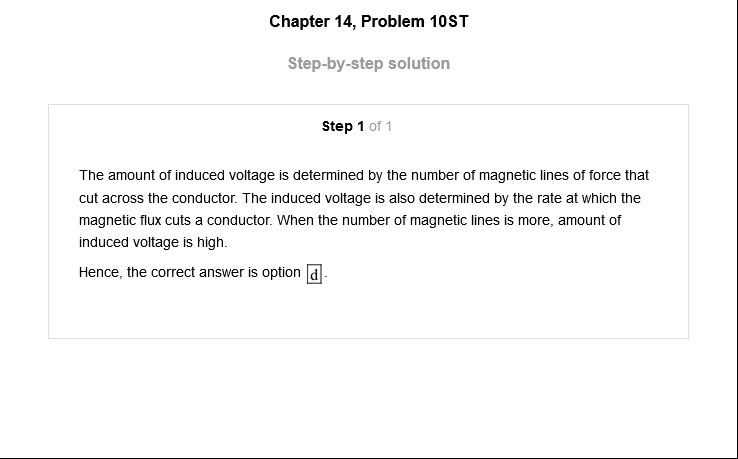 Chapter 14, Problem 10ST
Step-by-step solution
Step 1 of 1
The amount of induced voltage is determined by the number of magnetic lines of force that
cut across the conductor. The induced voltage is also determined by the rate at which the
magnetic flux cuts a conductor. When the number of magnetic lines is more, amount of
induced voltage is high.
Hence, the correct answer is option d.